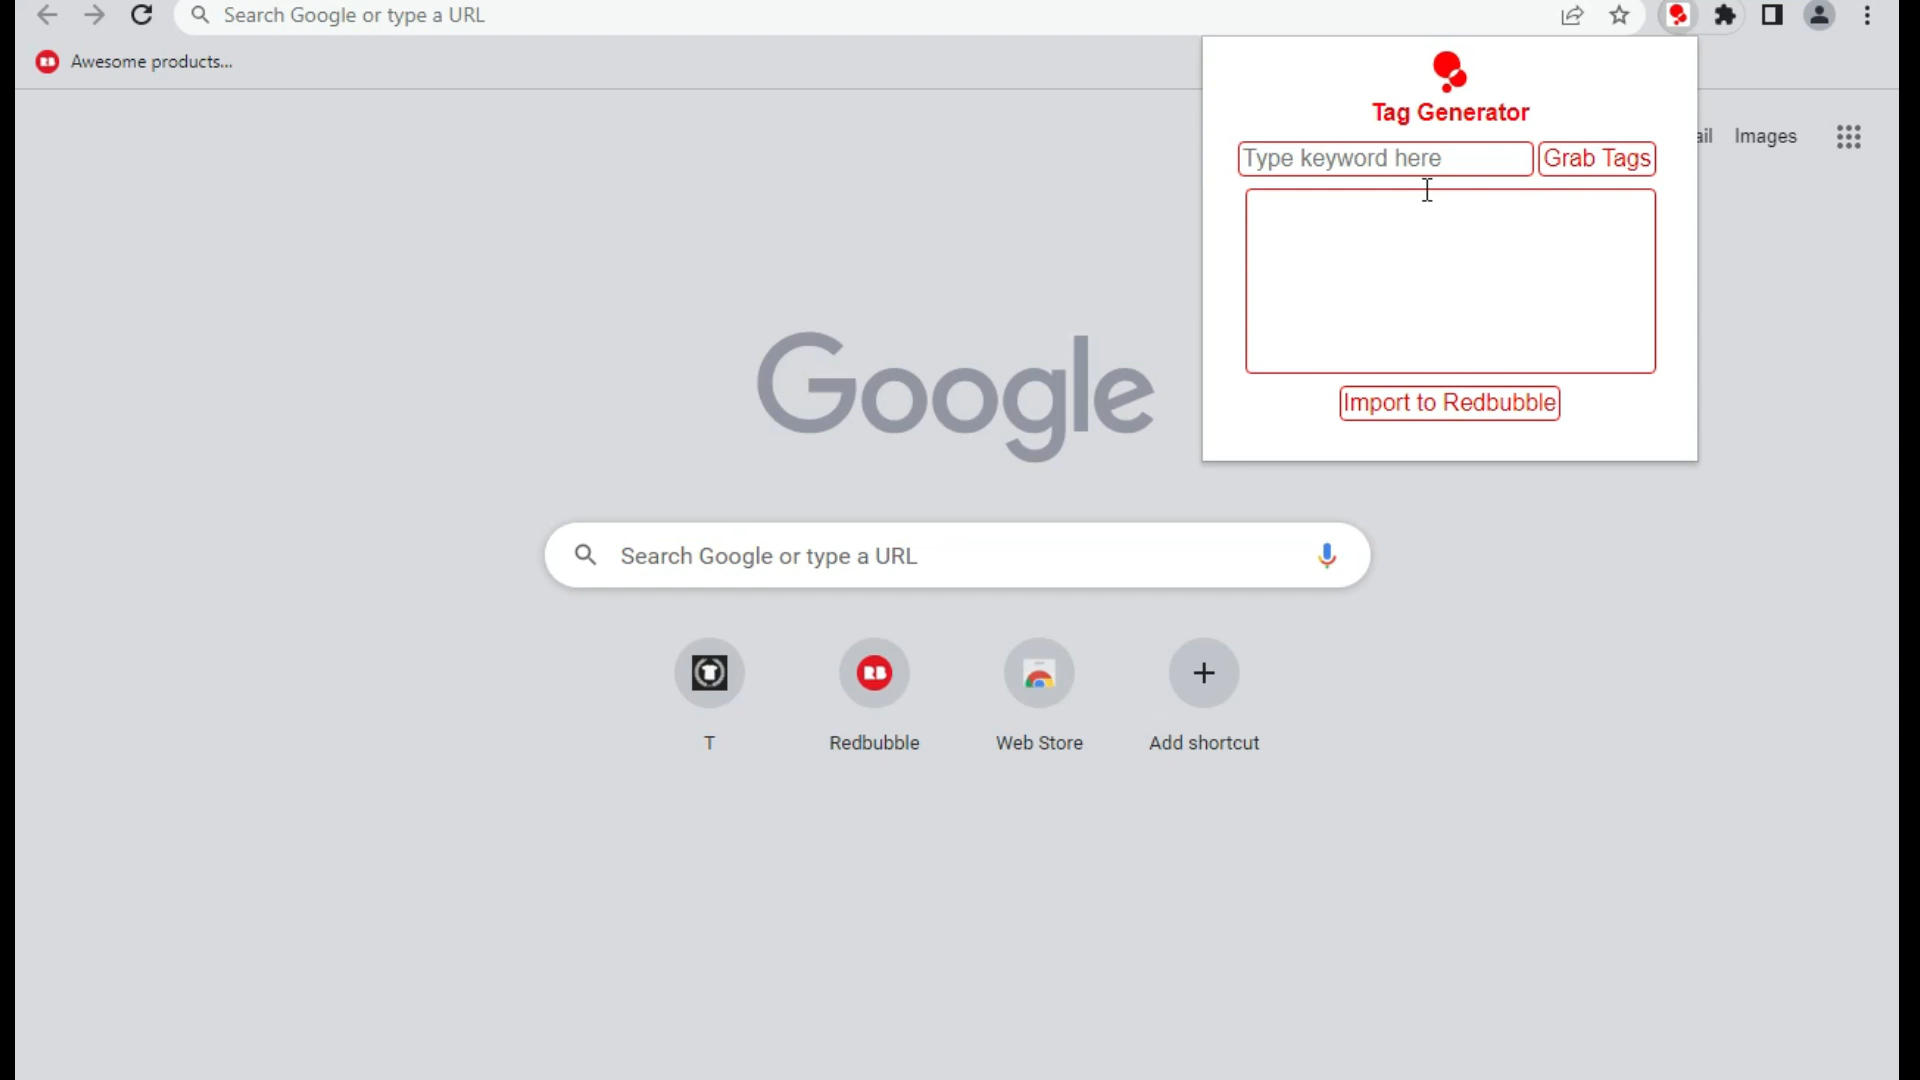 Search Google or type a URL
Awesome products...
Tag Generator
Type keyword here
Grab Tags
Images
Import to Redbubble
Google
Search Google or type a URL
RB
T
Redbubble
Web Store
Add shortcut